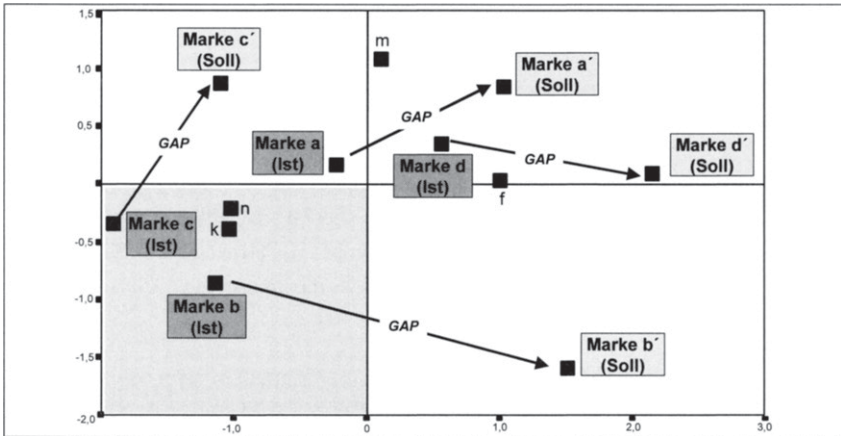 1,5
m
Marke c´
(Soll)
Marke a´
(Soll)
1,0
GAP
GAP
0,5
Marke a
(Ist)
Marke d
(Ist)
GAP
Marke d´
(Soll)
f
n
k
Marke c
(Ist)
-0,5
Marke b
(Ist)
-1,0
GAP
Marke b´
(Soll)
-1,5
-2,0
-1,0
0
1,0
2,0
3,0